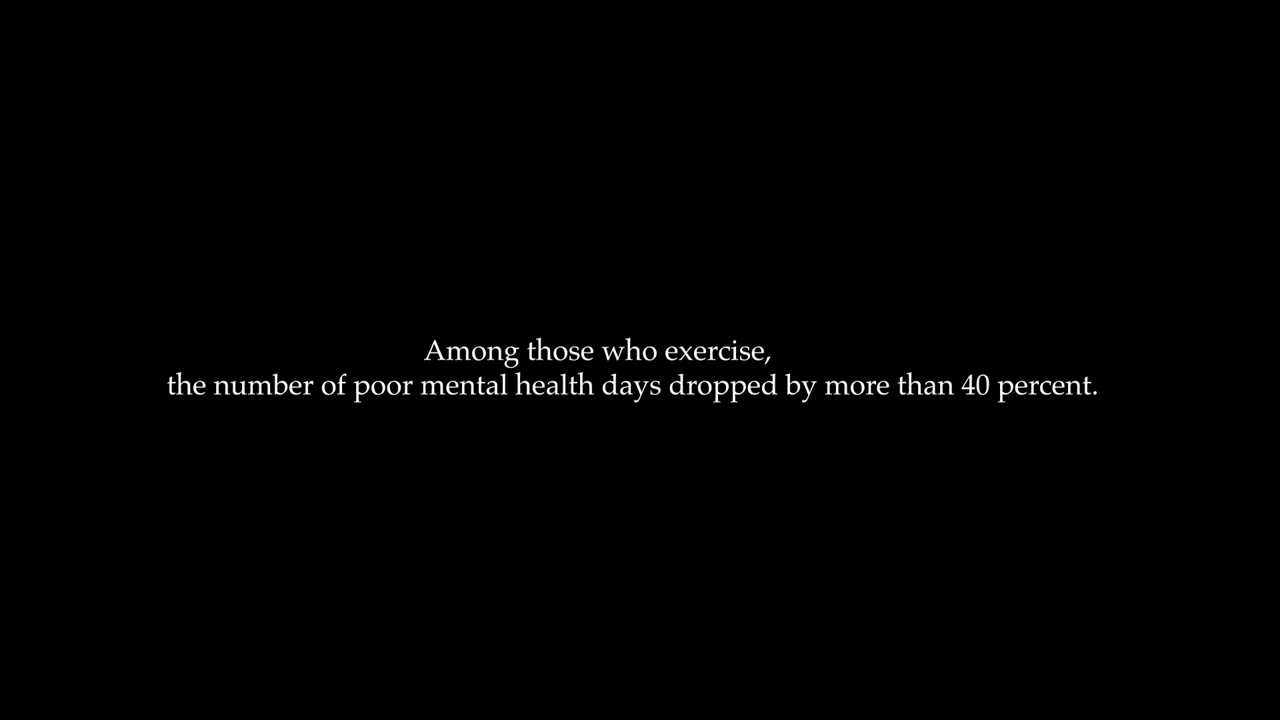 Among those who exercise,
the number of poor mental health days dropped by more than 40 percent.